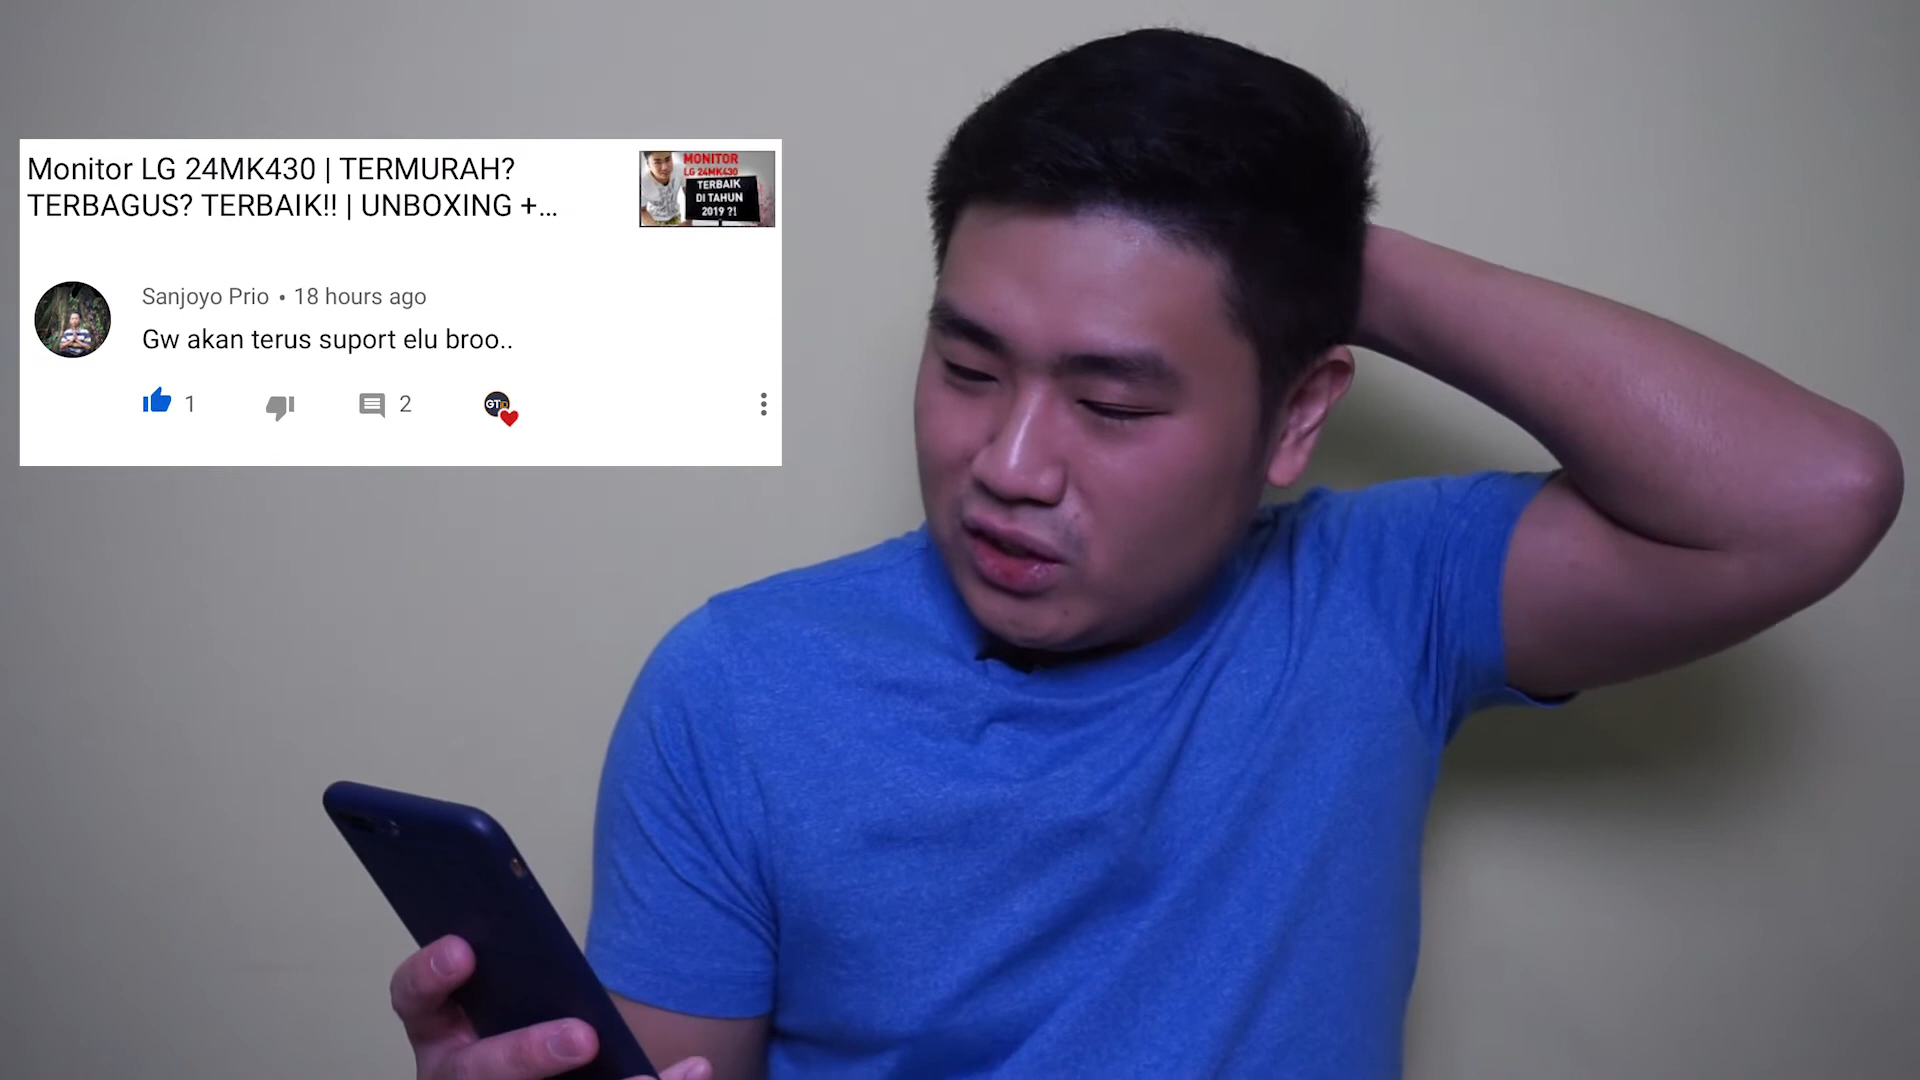 Monitor LG 24MK430 | TERMURAH?
TERBAGUS? TERBAIK!! | UNBOXING +...
MONITOR
LG 24MK430
TERBAIK
DI TAHUN
2019 ?!
Sanjoyo Prio • 18 hours ago
Gw akan terus suport elu broo..
1
2